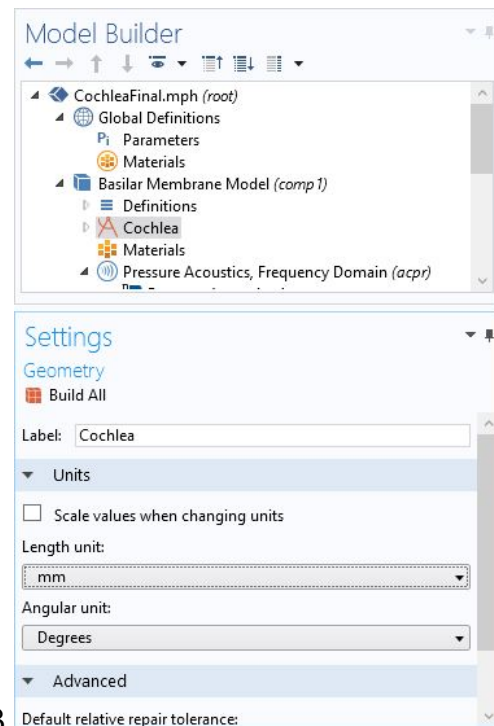 Model Builder
CochleaFinal.mph (root)
Global Definitions
Pi Parameters
Materials
Basilar Membrane Model (comp1)
Definitions
Cochlea
Materials
Pressure Acoustics, Frequency Domain (acpr)
Settings
Geometry
Build All
Label: Cochlea
Units
Scale values when changing units
Length unit:
mm
Angular unit:
Degrees
Advanced
Default relative repair tolerance: